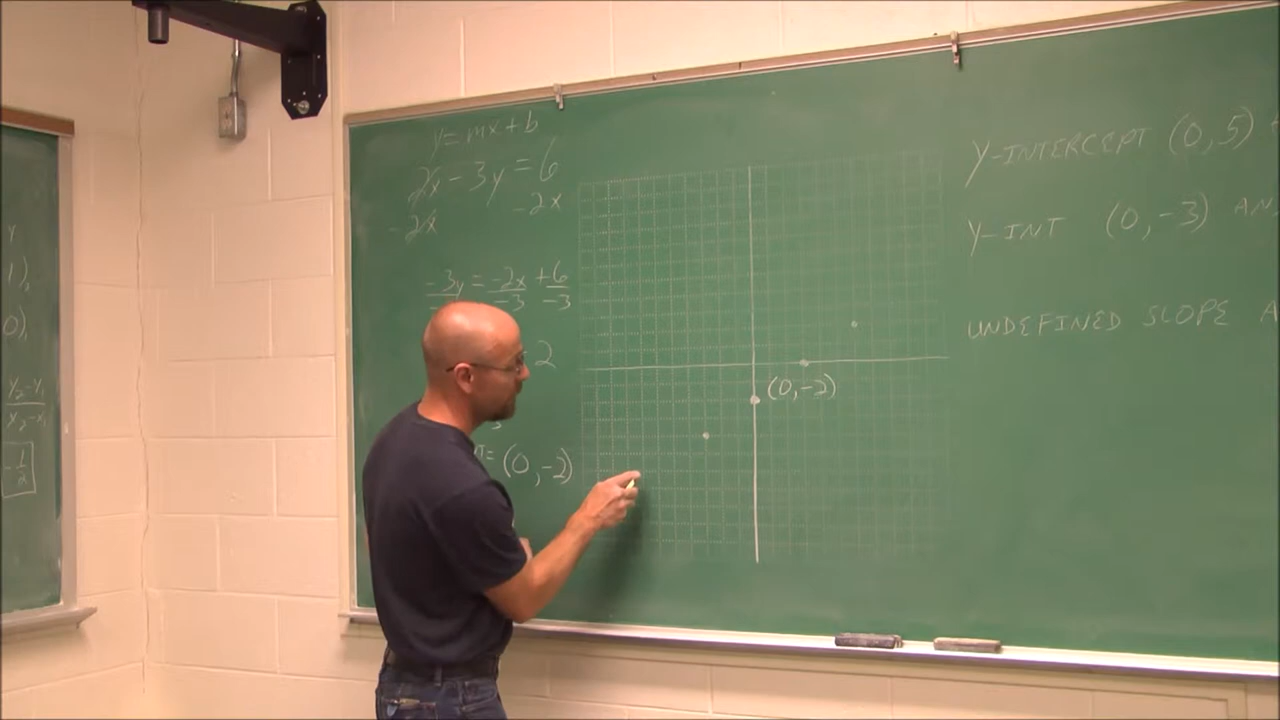 y
1),
0),
y₂-y₁
x₂-x₁
-1
2
y=mx+b
2x-3y=6
-2x -2x
-3y=-2x+6
-3 -3
2
3
(0,-2)
(0,-2)
Y-INTERCEPT (0,5)
Y-INT (0,-3)
UNDEFINED SLOPE A